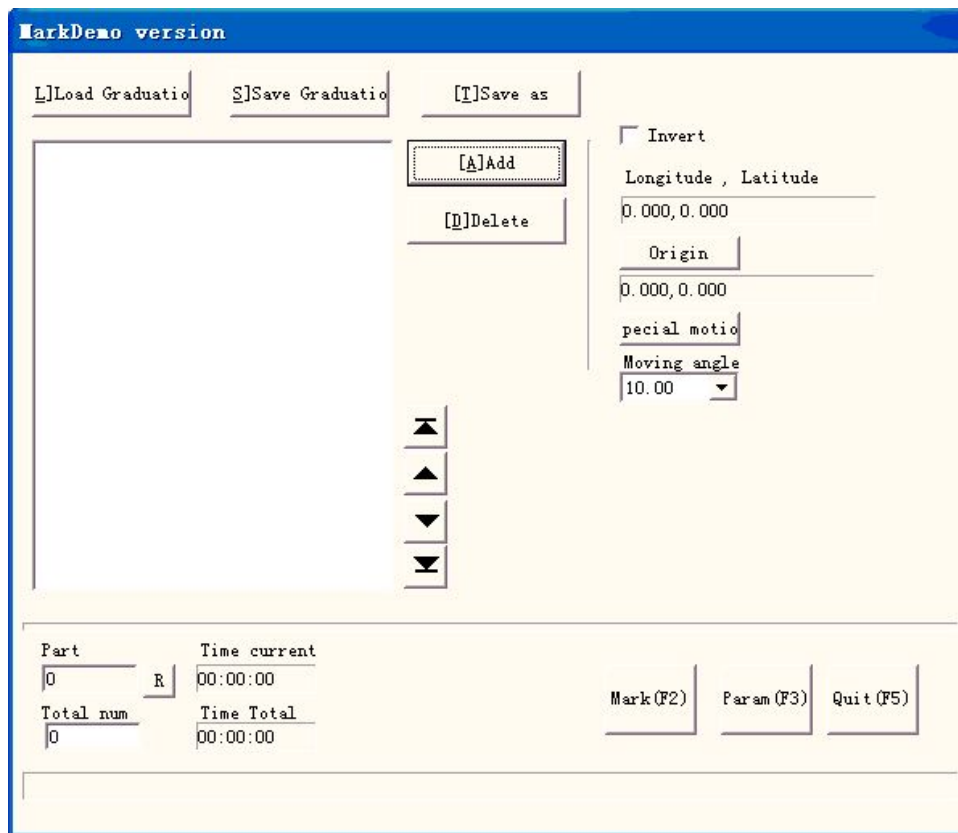 MarkDemo version
L]Load Graduatio S]Save Graduatio [T]Save as
[A]Add
[D]Delete
Invert
Longitude , Latitude
0.000,0.000
Origin
0.000,0.000
pecial motio
Moving angle
10.00
Part
0
R
Time current
00:00:00
Total num
0
Time Total
00:00:00
Mark(F2) Param(F3) Quit(F5)